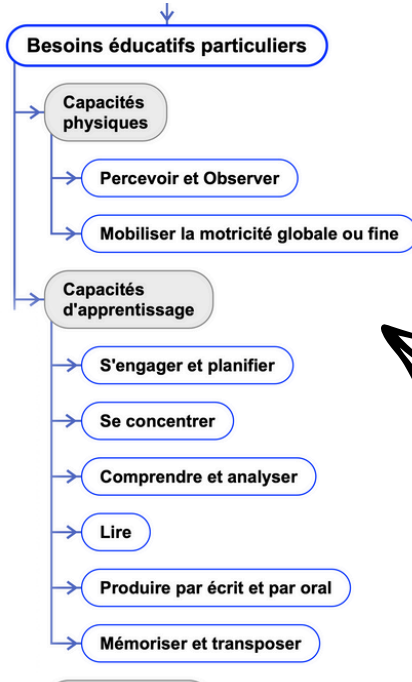 Besoins éducatifs particuliers
Capacités
physiques
Percevoir et Observer
Mobiliser la motricité globale ou fine
Capacités
d'apprentissage
S'engager et planifier
Se concentrer
Comprendre et analyser
Lire
Produire par écrit et par oral
Mémoriser et transposer